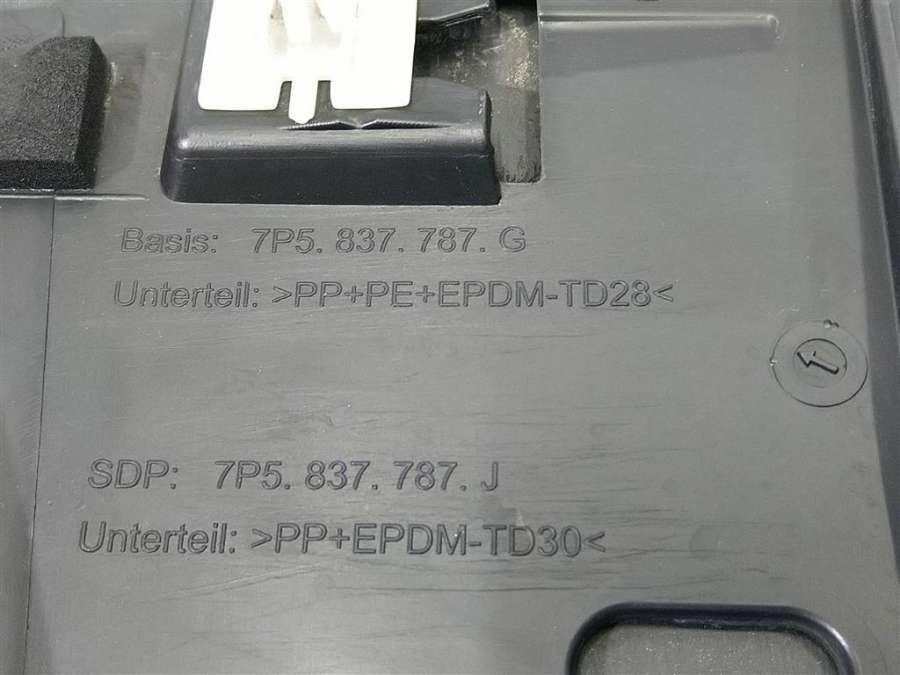 Basis: 7P5. 837. 787. G
Unterteil: >PP+PE+EPDM-TD28<
SDP: 7P5. 837. 787. J
Unterteil: >PP+EPDM-TD30<